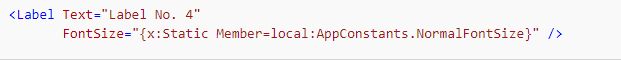 <Label Text="Label No. 4"
       FontSize="{x:Static Member=local:AppConstants.NormalFontSize}" />